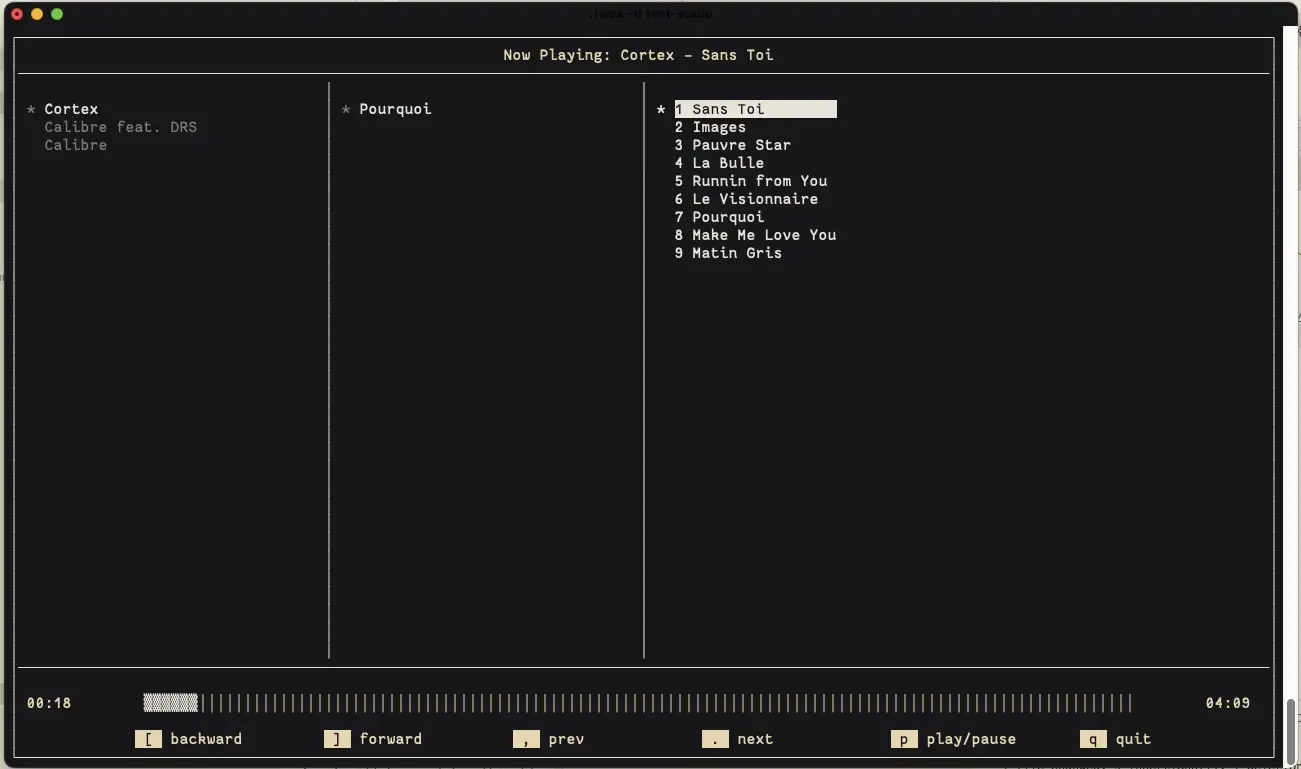 ./wox -d test-audio
Now Playing: Cortex - Sans Toi
* Cortex
Calibre feat. DRS
Calibre
* Pourquoi
* 1 Sans Toi
2 Images
3 Pauvre Star
4 La Bulle
5 Runnin from You
6 Le Visionnaire
7 Pourquoi
8 Make Me Love You
9 Matin Gris
00:18
04:09
[ backward
] forward
, prev
. next
p play/pause
q quit